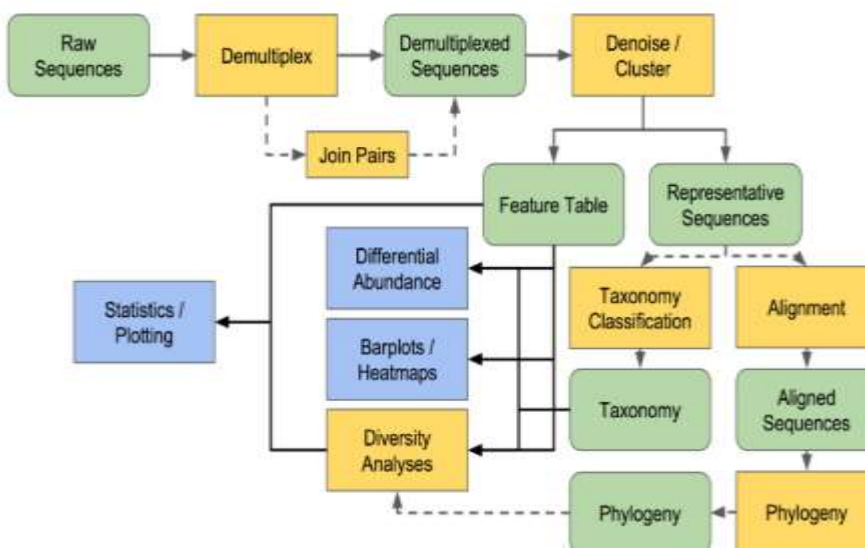 Raw
Sequences
Demultiplex
Demultiplexed
Sequences
Denoise /
Cluster
Join Pairs
Feature Table
Representative
Sequences
Differential
Abundance
Taxonomy
Classification
Alignment
Statistics /
Plotting
Barplots /
Heatmaps
Taxonomy
Aligned
Sequences
Diversity
Analyses
Phylogeny
Phylogeny